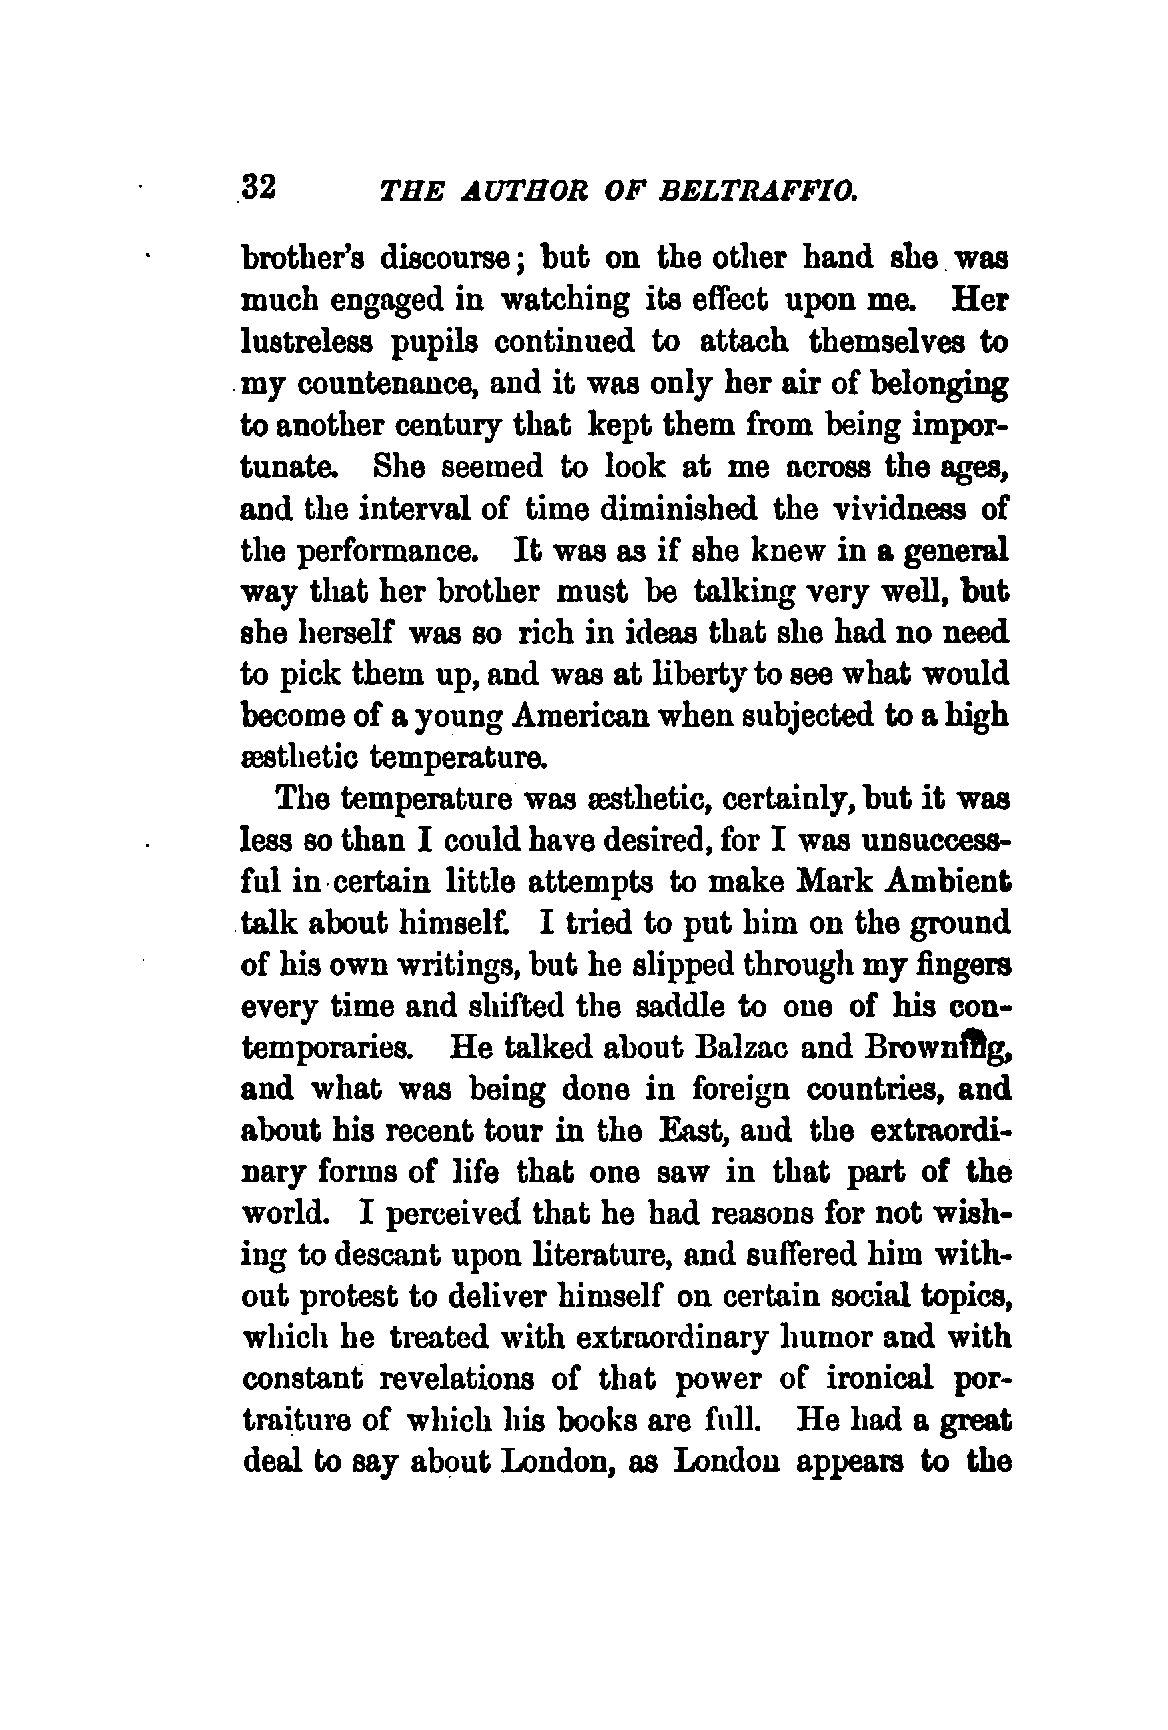 32 THE AUTHOR OF BELTRAFFIO.
brother's discourse; but on the other hand she was
much engaged in watching its effect upon me. Her
lustreless pupils continued to attach themselves to
my countenance, and it was only her air of belonging
to another century that kept them from being impor-
tunate. She seemed to look at me across the ages,
and the interval of time diminished the vividness of
the performance. It was as if she knew in a general
way that her brother must be talking very well, but
she herself was so rich in ideas that she had no need
to pick them up, and was at liberty to see what would
become of a young American when subjected to a high
æsthetic temperature.
The temperature was æsthetic, certainly, but it was
less so than I could have desired, for I was unsuccess-
ful in certain little attempts to make Mark Ambient
talk about himself. I tried to put him on the ground
of his own writings, but he slipped through my fingers
every time and shifted the saddle to one of his con-
temporaries. He talked about Balzac and Browning,
and what was being done in foreign countries, and
about his recent tour in the East, and the extraordi-
nary forms of life that one saw in that part of the
world. I perceived that he had reasons for not wish-
ing to descant upon literature, and suffered him with-
out protest to deliver himself on certain social topics,
which he treated with extraordinary humor and with
constant revelations of that power of ironical por-
traiture of which his books are full. He had a great
deal to say about London, as London appears to the